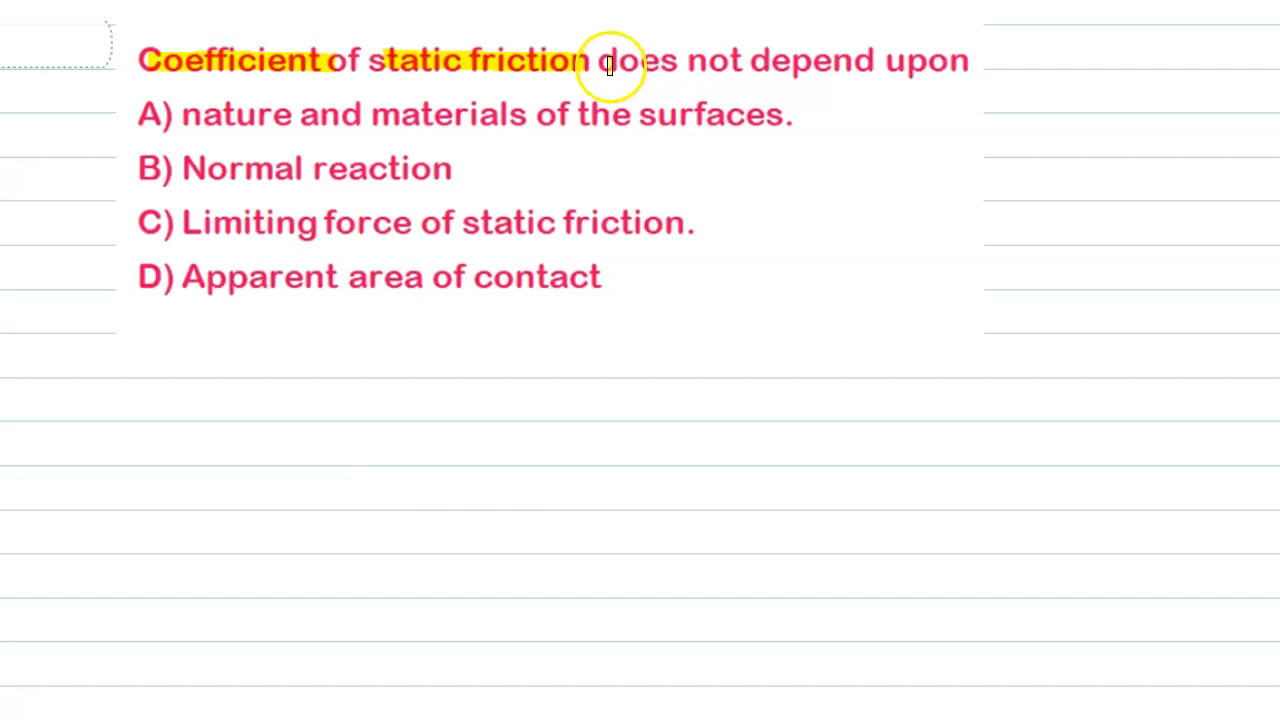 Coefficient of static friction does not depend upon
A) nature and materials of the surfaces.
B) Normal reaction
C) Limiting force of static friction.
D) Apparent area of contact